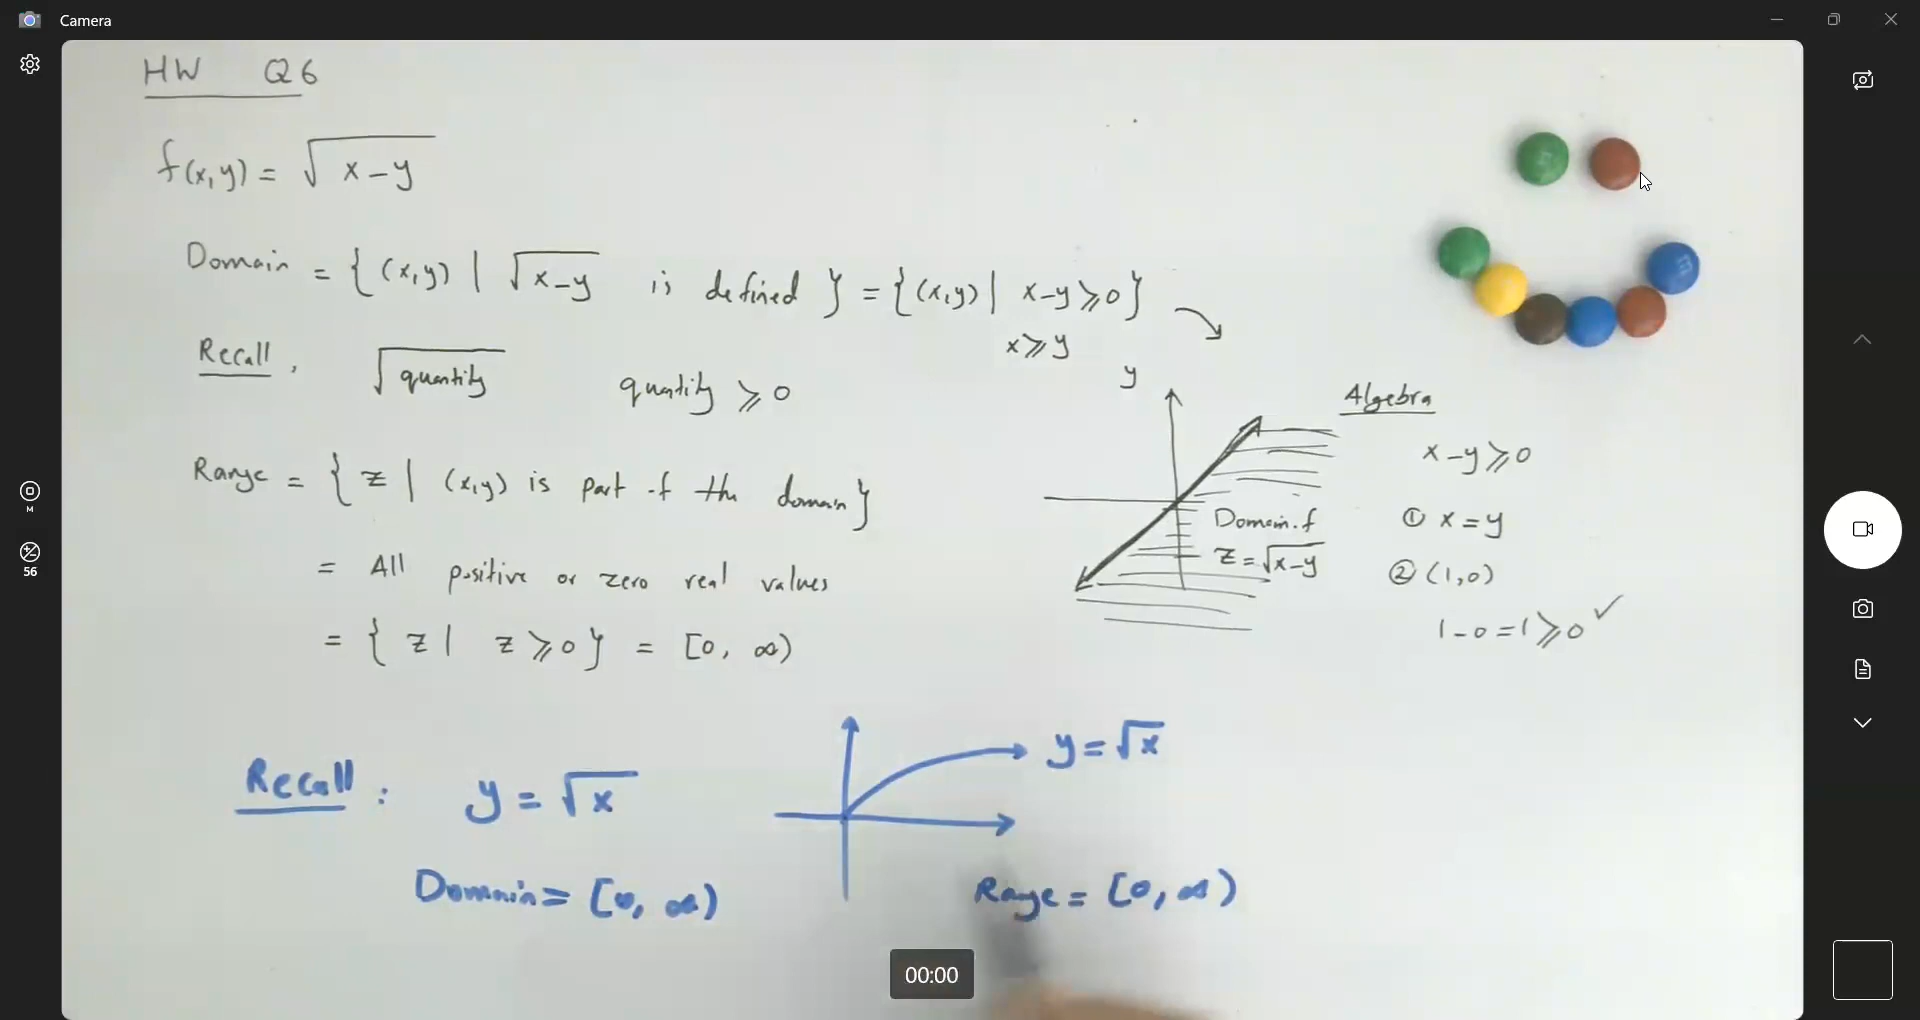 Camera
HW Q6
f(x,y) = √(x-y)
Domain = { (x,y) | √(x-y) is defined } = { (x,y) | x-y ⩾ 0 }
x ⩾ y
Recall, √quantity quantity ⩾ 0
y
Algebra
x-y ⩾ 0
Range = { z | (x,y) is part of the domain }
Domain of
z = √(x-y)
① x = y
② (1,0)
1-0 = 1 ⩾ 0 ✓
= All positive or zero real values
= { z | z ⩾ 0 } = [0, ∞)
Recall : y = √x
y = √x
Domain = [0, ∞)
Range = [0, ∞)
M
56
00:00